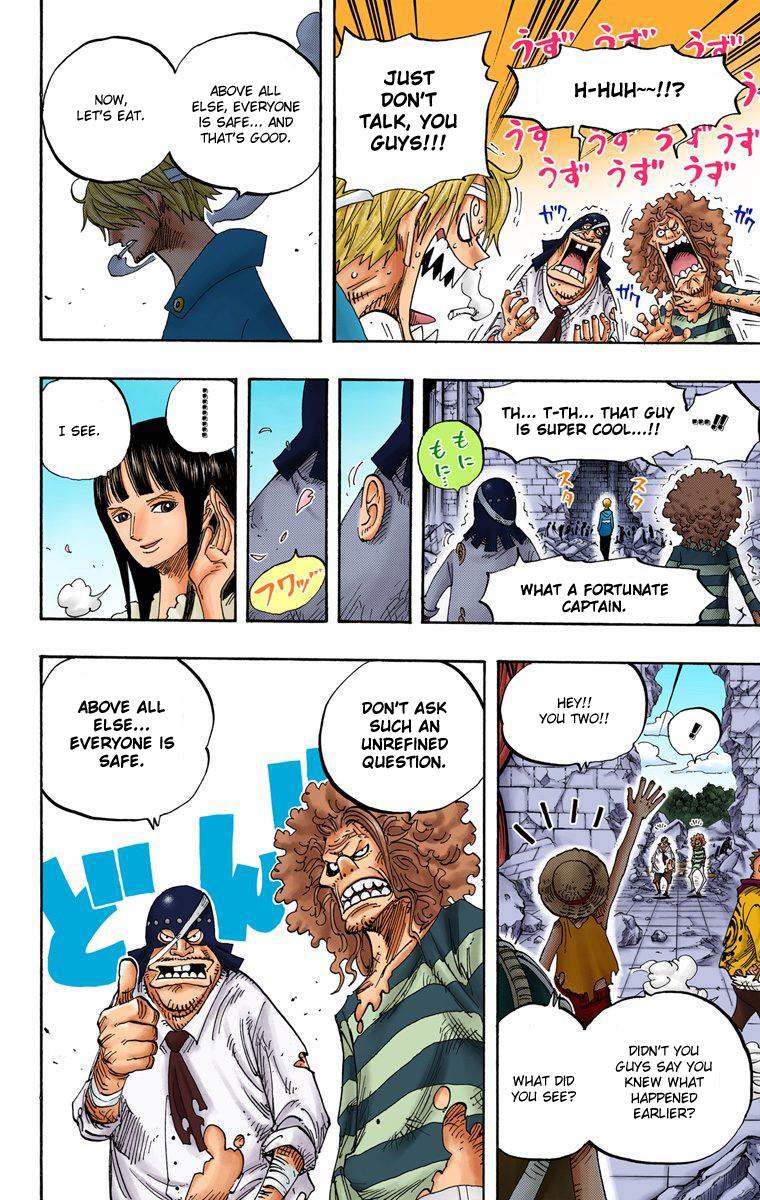 うず うず うず
H-HUH~~!!?
うず うず うず うず
うず うず うず
ガク
ガク
ガク
JUST
DON'T
TALK, YOU
GUYS!!!
ABOVE ALL
ELSE, EVERYONE
IS SAFE... AND
THAT'S GOOD.
NOW,
LET'S EAT.
...!!
TH... T-TH... THAT GUY
IS SUPER COOL...!!
スタ
スタ
もに
もに…
WHAT A FORTUNATE
CAPTAIN.
フワッ…
.........
I SEE.
!!
HEY!!
YOU TWO!!
DIDN'T YOU
GUYS SAY YOU
KNEW WHAT
HAPPENED
EARLIER?
WHAT DID
YOU SEE?
DON'T ASK
SUCH AN
UNREFINED
QUESTION.
ABOVE ALL
ELSE...
EVERYONE IS
SAFE.
どん!!